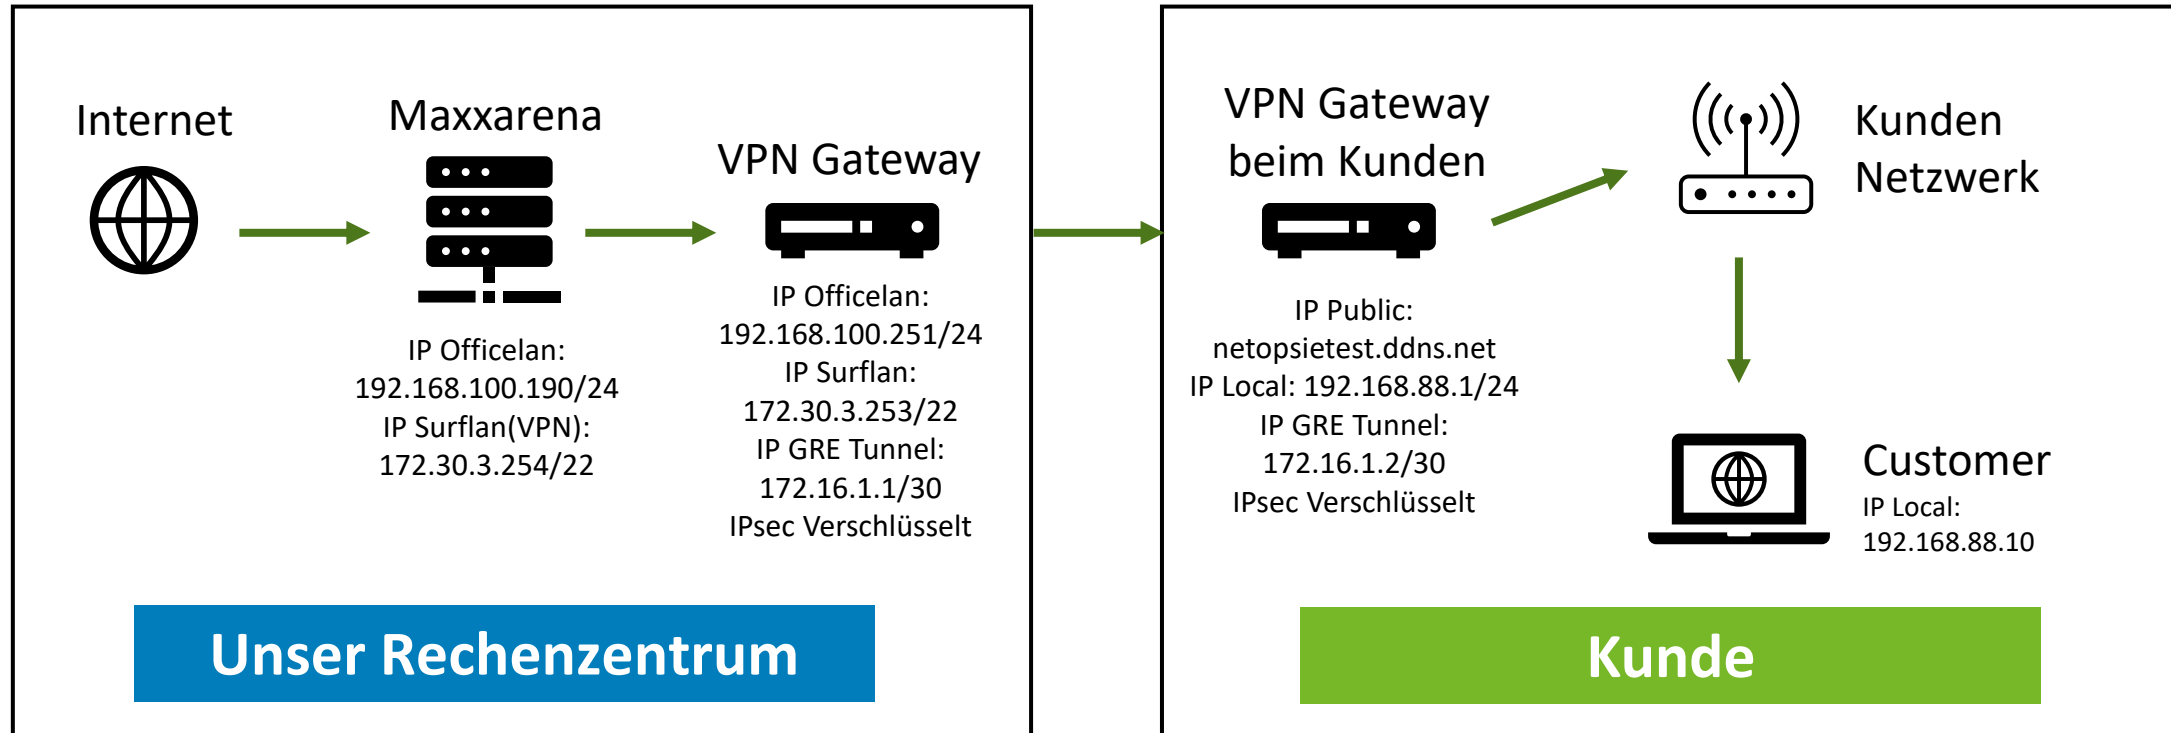 Internet
Maxxarena
IP Officelan:
192.168.100.190/24
IP Surflan(VPN):
172.30.3.254/22
VPN Gateway
IP Officelan:
192.168.100.251/24
IP Surflan:
172.30.3.253/22
IP GRE Tunnel:
172.16.1.1/30
IPsec Verschlüsselt
Unser Rechenzentrum
VPN Gateway
beim Kunden
IP Public:
netopsietest.ddns.net
IP Local: 192.168.88.1/24
IP GRE Tunnel:
172.16.1.2/30
IPsec Verschlüsselt
Kunden
Netzwerk
Customer
IP Local:
192.168.88.10
Kunde